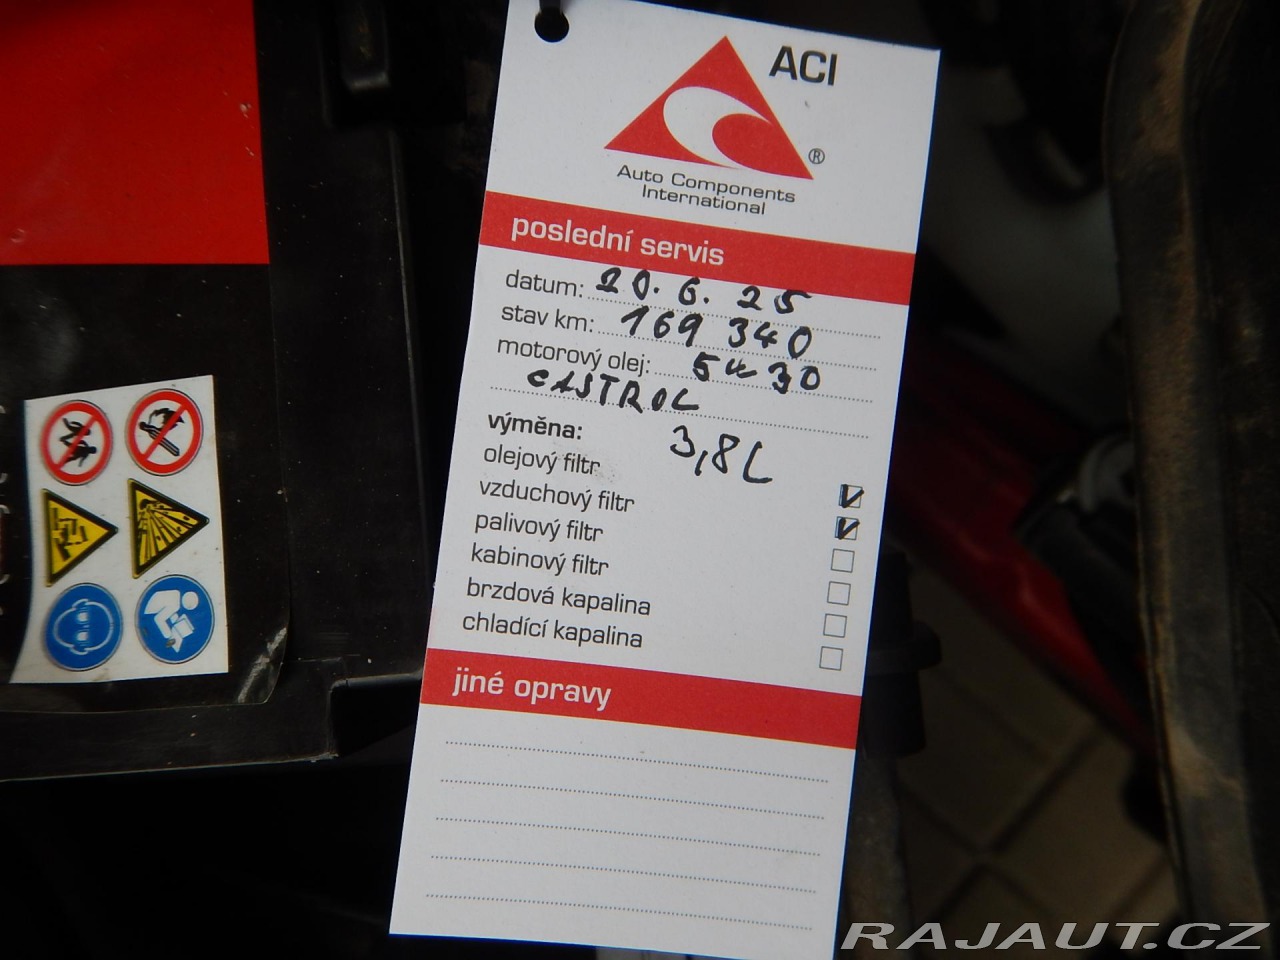 ACI
®
Auto Components
International
poslední servis
datum: 20. 6. 25
stav km: 169 340
motorový olej: 5W30
CASTROL
výměna: 3,8L
olejový filtr
vzduchový filtr
palivový filtr
kabinový filtr
brzdová kapalina
chladící kapalina
jiné opravy
RAJAUT.CZ